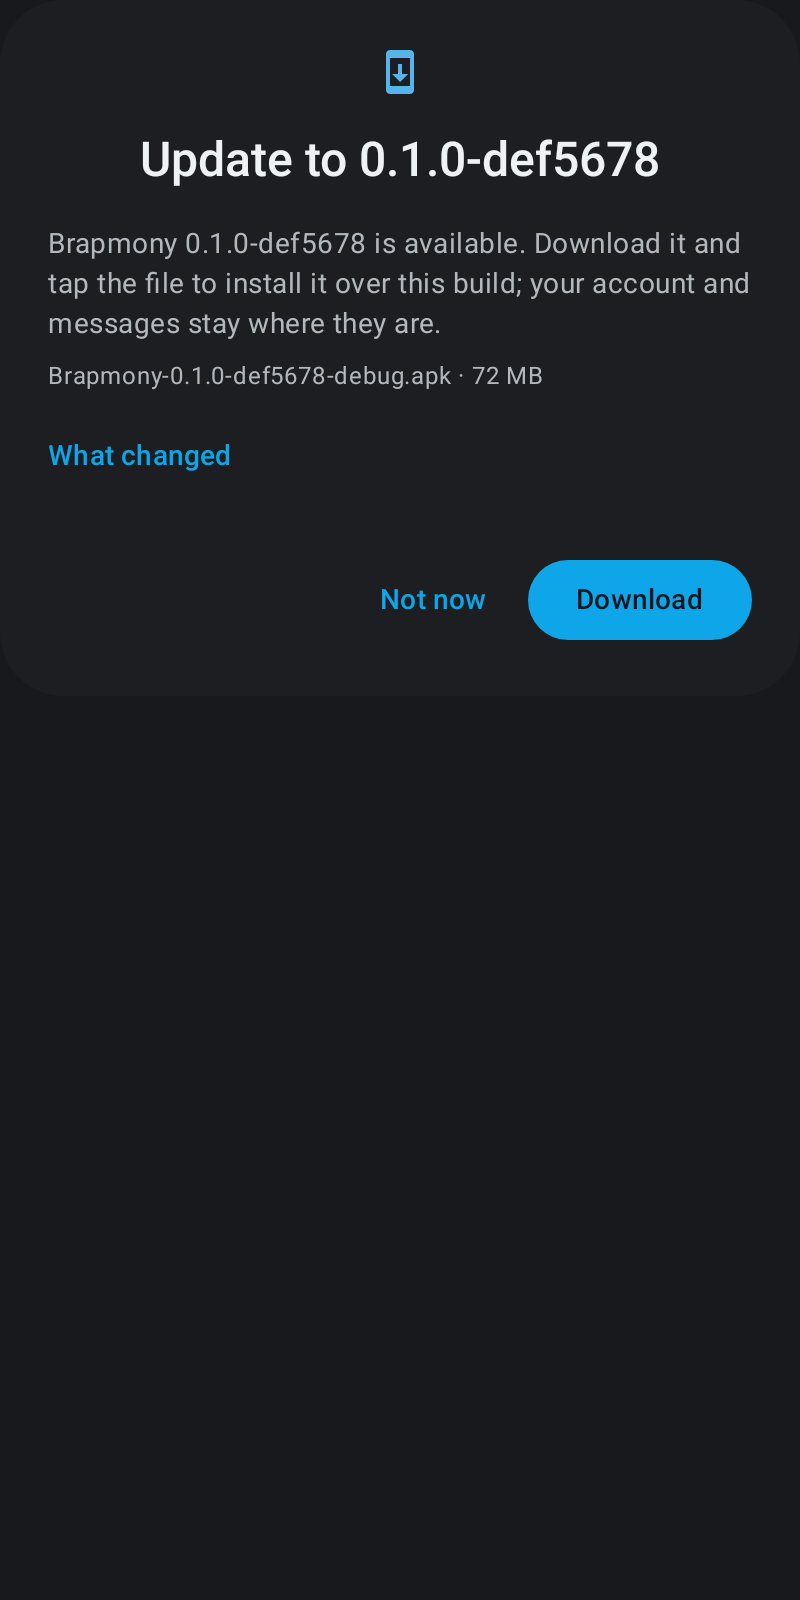 Update to 0.1.0-def5678
Brapmony 0.1.0-def5678 is available. Download it and
tap the file to install it over this build; your account and
messages stay where they are.
Brapmony-0.1.0-def5678-debug.apk · 72 MB
What changed
Not now
Download